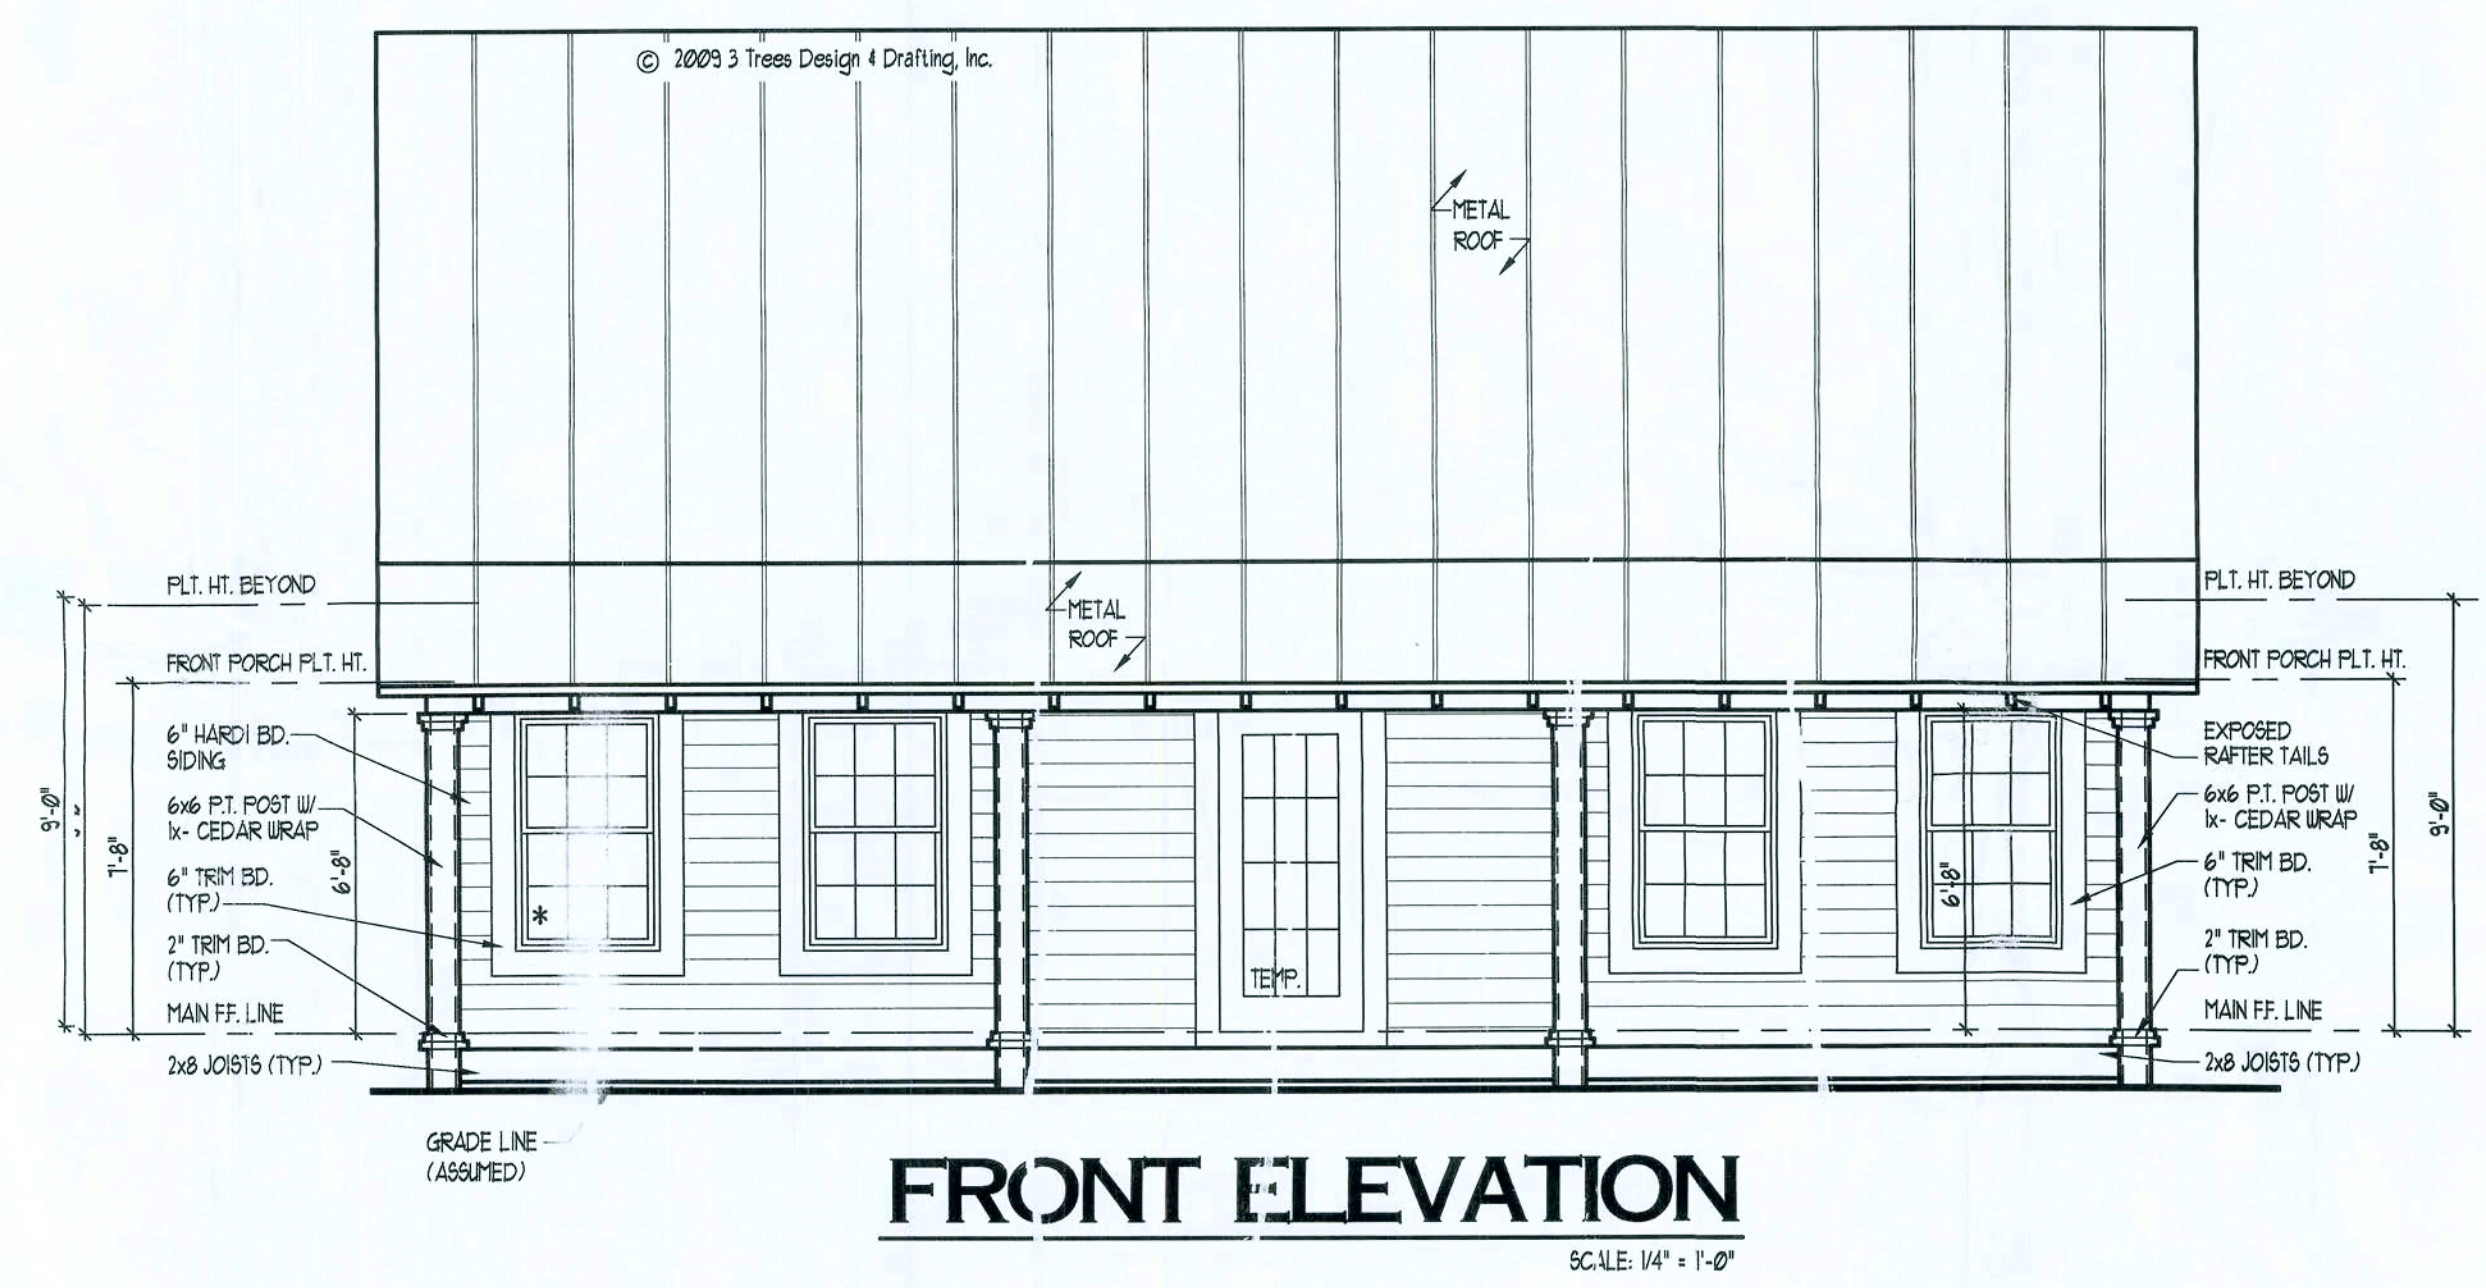 © 2009 3 Trees Design & Drafting, Inc.
METAL
ROOF
METAL
ROOF
PLT. HT. BEYOND
FRONT PORCH PLT. HT.
6" HARDI BD.
SIDING
6x6 P.T. POST W/
1x- CEDAR WRAP
6" TRIM BD.
(TYP.)
2" TRIM BD.
(TYP.)
MAIN F.F. LINE
2x8 JOISTS (TYP.)
9'-0"
7'-8"
6'-8"
*
TEMP.
6'-8"
PLT. HT. BEYOND
FRONT PORCH PLT. HT.
EXPOSED
RAFTER TAILS
6x6 P.T. POST W/
1x- CEDAR WRAP
6" TRIM BD.
(TYP.)
2" TRIM BD.
(TYP.)
MAIN F.F. LINE
2x8 JOISTS (TYP.)
7'-8"
9'-0"
GRADE LINE
(ASSUMED)
FRONT ELEVATION
SCALE: 1/4" = 1'-0"